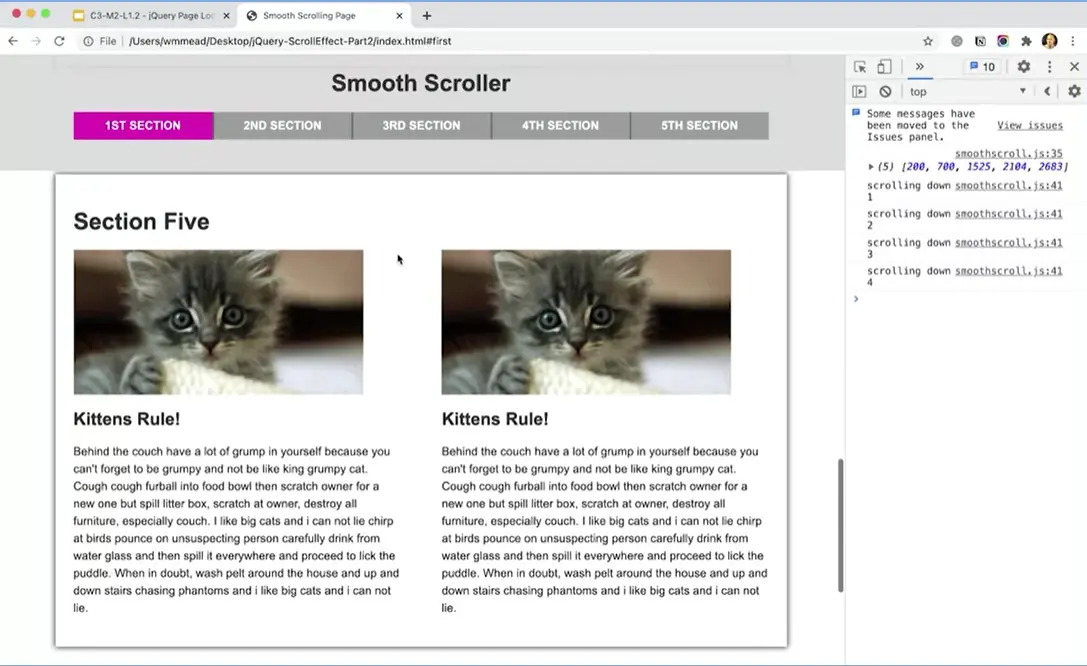 C3-M2-L1.2 - jQuery Page Loc
Smooth Scrolling Page
File | /Users/wmmead/Desktop/jQuery-ScrollEffect-Part2/index.html#first
Smooth Scroller
1ST SECTION
2ND SECTION
3RD SECTION
4TH SECTION
5TH SECTION
Section Five
Kittens Rule!
Behind the couch have a lot of grump in yourself because you
can't forget to be grumpy and not be like king grumpy cat.
Cough cough furball into food bowl then scratch owner for a
new one but spill litter box, scratch at owner, destroy all
furniture, especially couch. I like big cats and i can not lie chirp
at birds pounce on unsuspecting person carefully drink from
water glass and then spill it everywhere and proceed to lick the
puddle. When in doubt, wash pelt around the house and up and
down stairs chasing phantoms and i like big cats and i can not
lie.
Kittens Rule!
Behind the couch have a lot of grump in yourself because you
can't forget to be grumpy and not be like king grumpy cat.
Cough cough furball into food bowl then scratch owner for a
new one but spill litter box, scratch at owner, destroy all
furniture, especially couch. I like big cats and i can not lie chirp
at birds pounce on unsuspecting person carefully drink from
water glass and then spill it everywhere and proceed to lick the
puddle. When in doubt, wash pelt around the house and up and
down stairs chasing phantoms and i like big cats and i can not
lie.
10
top
Some messages have
been moved to the View issues
Issues panel.
smoothscroll.js:35
(5) [200, 700, 1525, 2104, 2683]
scrolling down smoothscroll.js:41
1
scrolling down smoothscroll.js:41
2
scrolling down smoothscroll.js:41
3
scrolling down smoothscroll.js:41
4